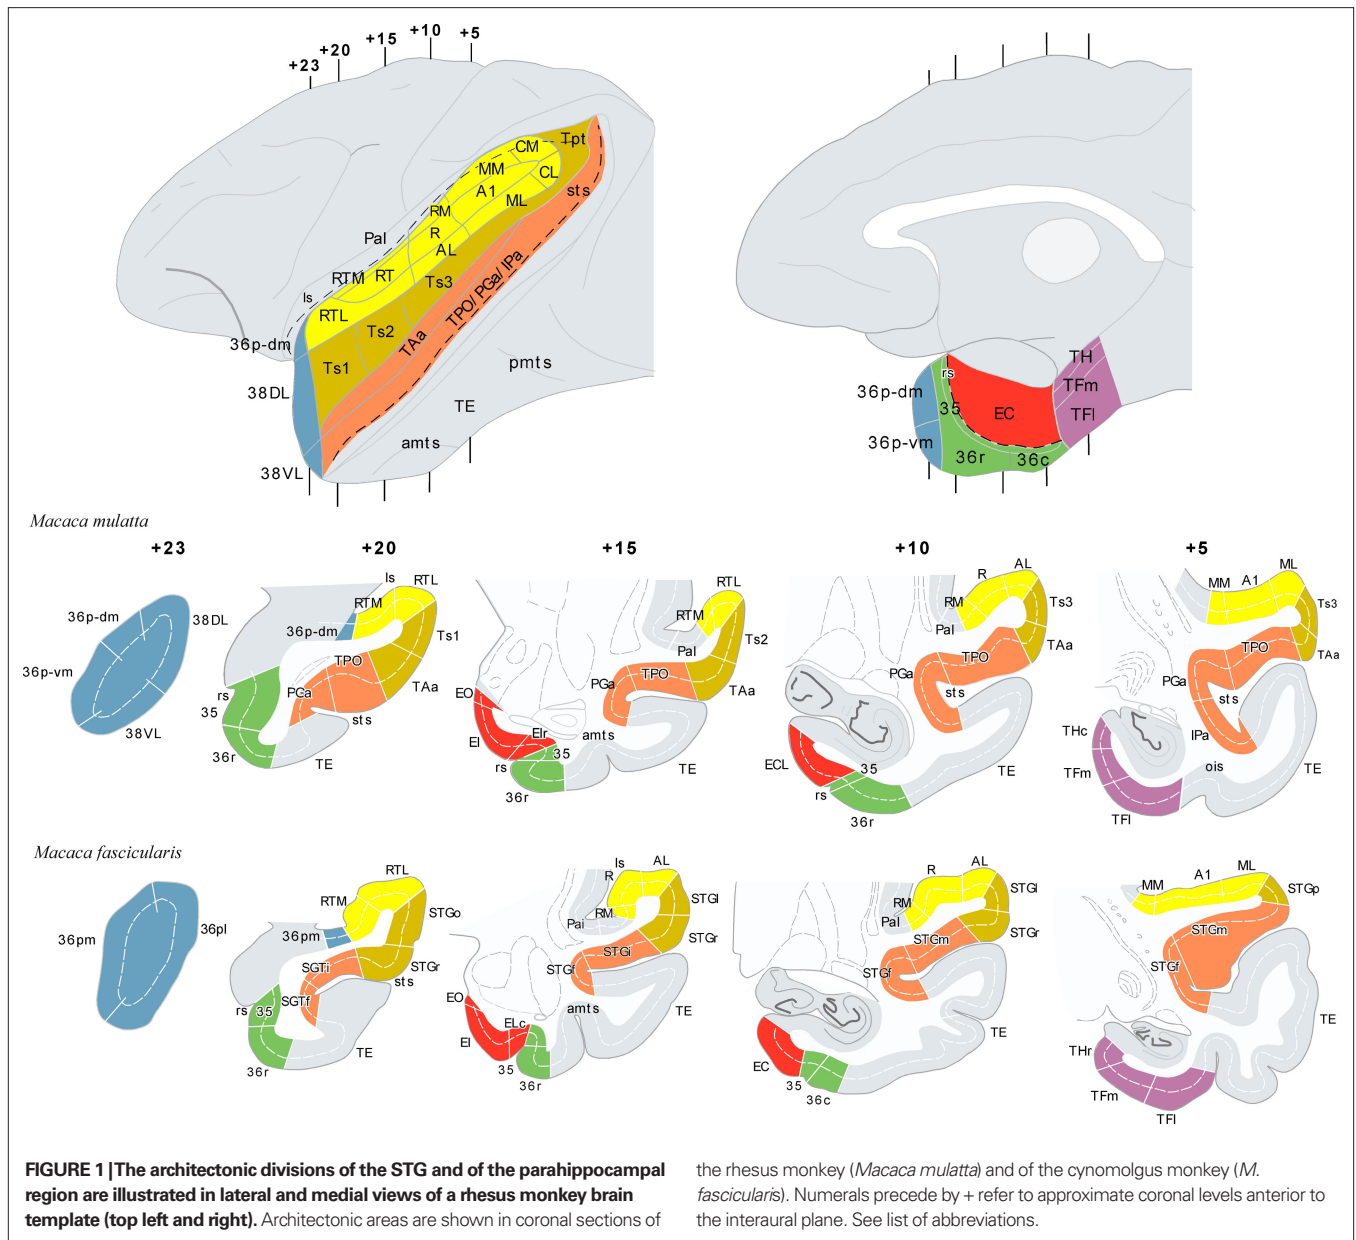 +23
+20
+15
+10
+5
CM
Tpt
MM
CL
A1
ML
sts
RM
R
Pal
AL
RTM
RT
Ts3
TPO/ PGa/ IPa
ls
RTL
Ts2
TAa
36p-dm
Ts1
pmts
38DL
TE
amts
38VL
TH
rs
TFm
36p-dm
35
EC
TFl
36p-vm
36r
36c
Macaca mulatta
+23
+20
+15
+10
+5
36p-dm
38DL
36p-vm
38VL
ls
RTL
RTM
36p-dm
Ts1
TPO
PGa
TAa
rs
35
sts
36r
TE
RTL
RTM
Ts2
Pal
TPO
PGa
TAa
EO
EI
EIr
amts
35
rs
TE
36r
R
AL
RM
Ts3
Pal
TPO
TAa
PGa
sts
ECL
35
TE
rs
36r
ML
A1
MM
Ts3
TPO
TAa
PGa
sts
THc
IPa
ois
TFm
TE
TFl
Macaca fascicularis
36pm
36pl
RTL
RTM
STGo
36pm
SGTi
STGr
sts
SGTf
rs
35
TE
36r
ls
AL
R
RM
STGl
Pai
STGi
STGr
STGf
EO
ELc
amts
TE
EI
35
36r
R
AL
RM
STGl
Pal
STGm
STGr
STGf
TE
EC
35
36c
ML
A1
MM
STGp
STGm
STGf
TE
THr
TFm
TFl
FIGURE 1 | The architectonic divisions of the STG and of the parahippocampal
region are illustrated in lateral and medial views of a rhesus monkey brain
template (top left and right). Architectonic areas are shown in coronal sections of
the rhesus monkey (Macaca mulatta) and of the cynomolgus monkey (M.
fascicularis). Numerals precede by + refer to approximate coronal levels anterior to
the interaural plane. See list of abbreviations.